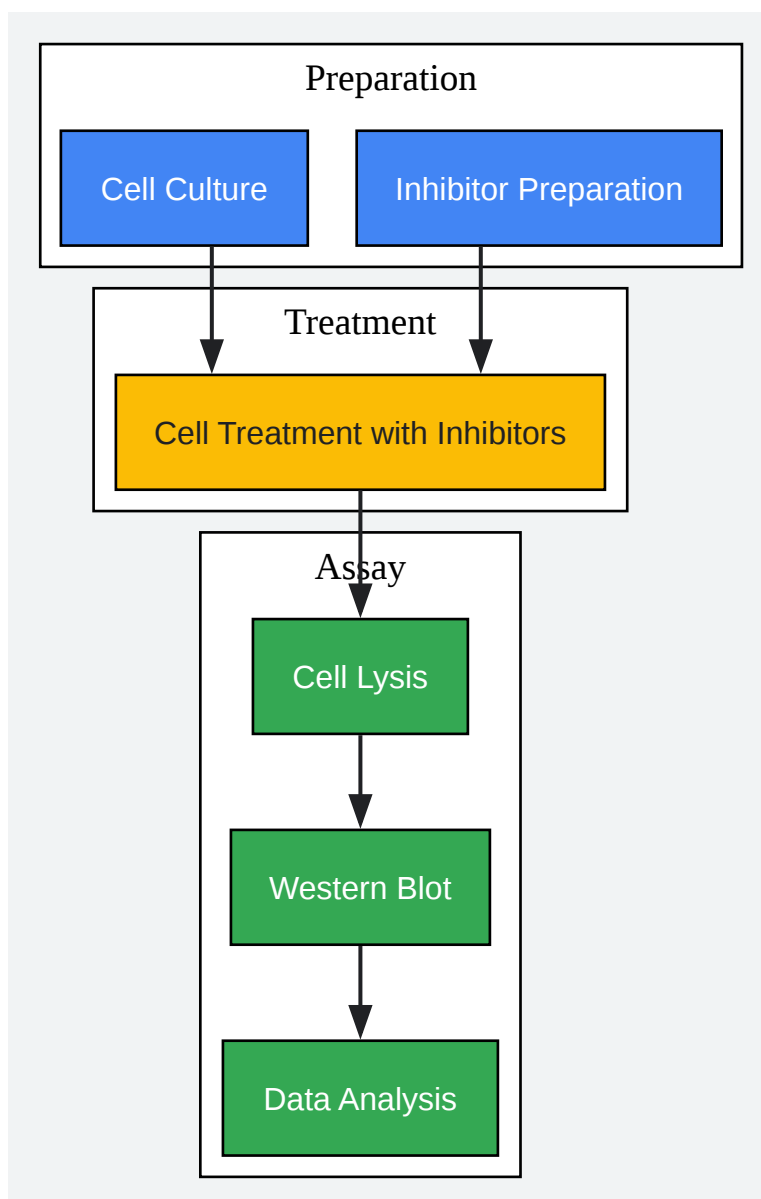 Preparation
Cell Culture
Inhibitor Preparation
Treatment
Cell Treatment with Inhibitors
Assay
Cell Lysis
Western Blot
Data Analysis